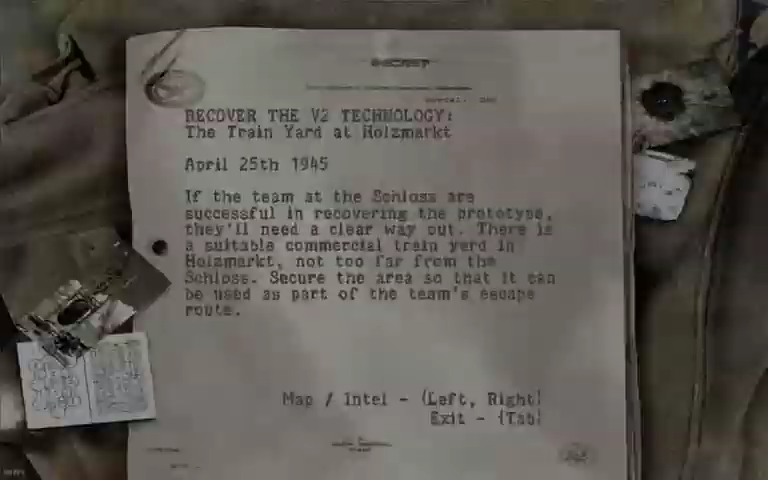 RECOVER THE V2 TECHNOLOGY:
The Train Yard at Holzmarkt
April 25th 1945
If the team at the Schloss are
successful in recovering the prototype,
they'll need a clear way out. There is
a suitable commercial train yard in
Holzmarkt, not too far from the
Schloss. Secure the area so that it can
be used as part of the team's escape
route.
Map / Intel - (Left, Right)
Exit - (Tab)